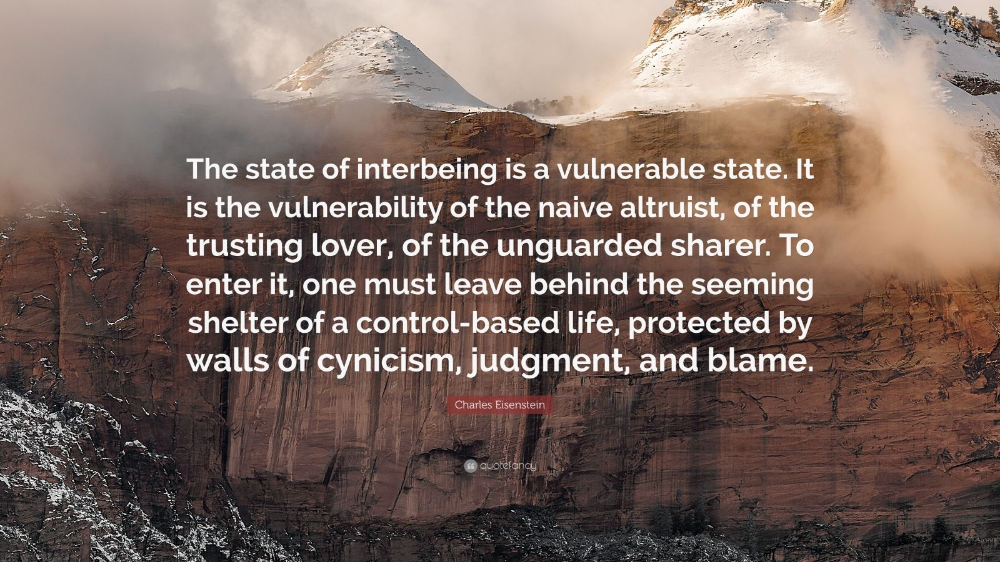 The state of interbeing is a vulnerable state. It
is the vulnerability of the naive altruist, of the
trusting lover, of the unguarded sharer. To
enter it, one must leave behind the seeming
shelter of a control-based life, protected by
walls of cynicism, judgment, and blame.
Charles Eisenstein
quotefancy